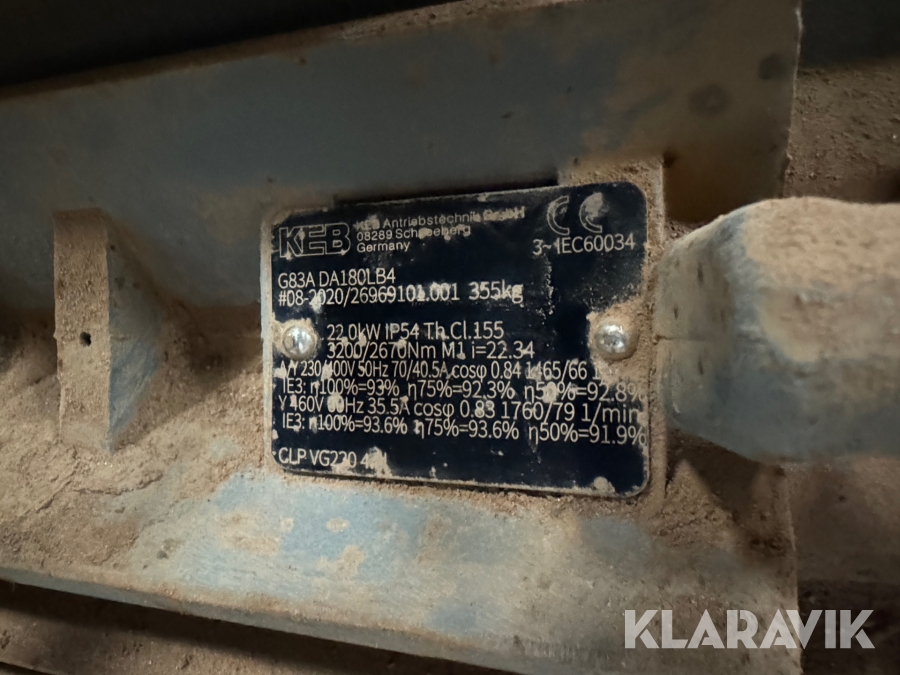 KEB
KEB Antriebstechnik GmbH
08289 Schneeberg
Germany
CE
3~ IEC60034
G83A DA180LB4
#08-2020/26969101.001 355kg
22.0kW IP54 Th.Cl.155
3200/2670Nm M1 i=22.34
Δ/Y 230/400V 50Hz 70/40.5A cosφ 0.84 1465/66
IE3: η100%=93% η75%=92.3% η50%=92.8%
Y 460V 60Hz 35.5A cosφ 0.83 1760/79 1/min
IE3: η100%=93.6% η75%=93.6% η50%=91.9%
CLP VG220
KLARAVIK